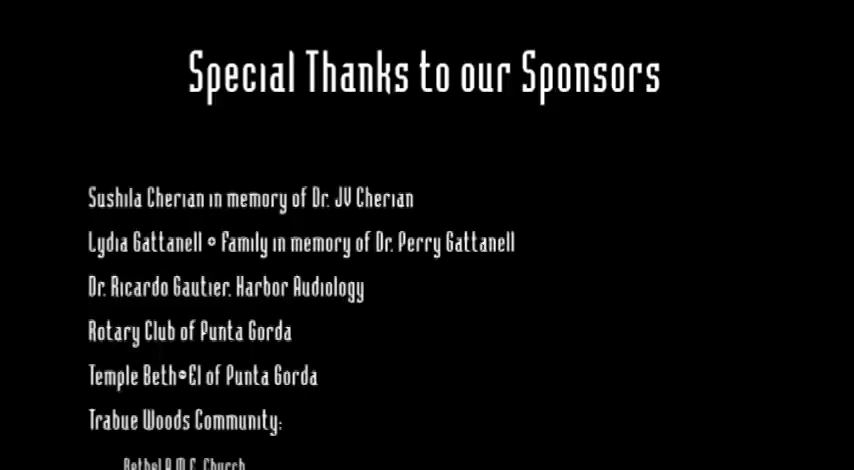 Special Thanks to our Sponsors
Sushila Cherian in memory of Dr. JV Cherian
Lydia Gattanell & Family in memory of Dr. Perry Gattanell
Dr. Ricardo Gautier, Harbor Audiology
Rotary Club of Punta Gorda
Temple Beth-El of Punta Gorda
Trabue Woods Community:
Bethel A.M.E. Church